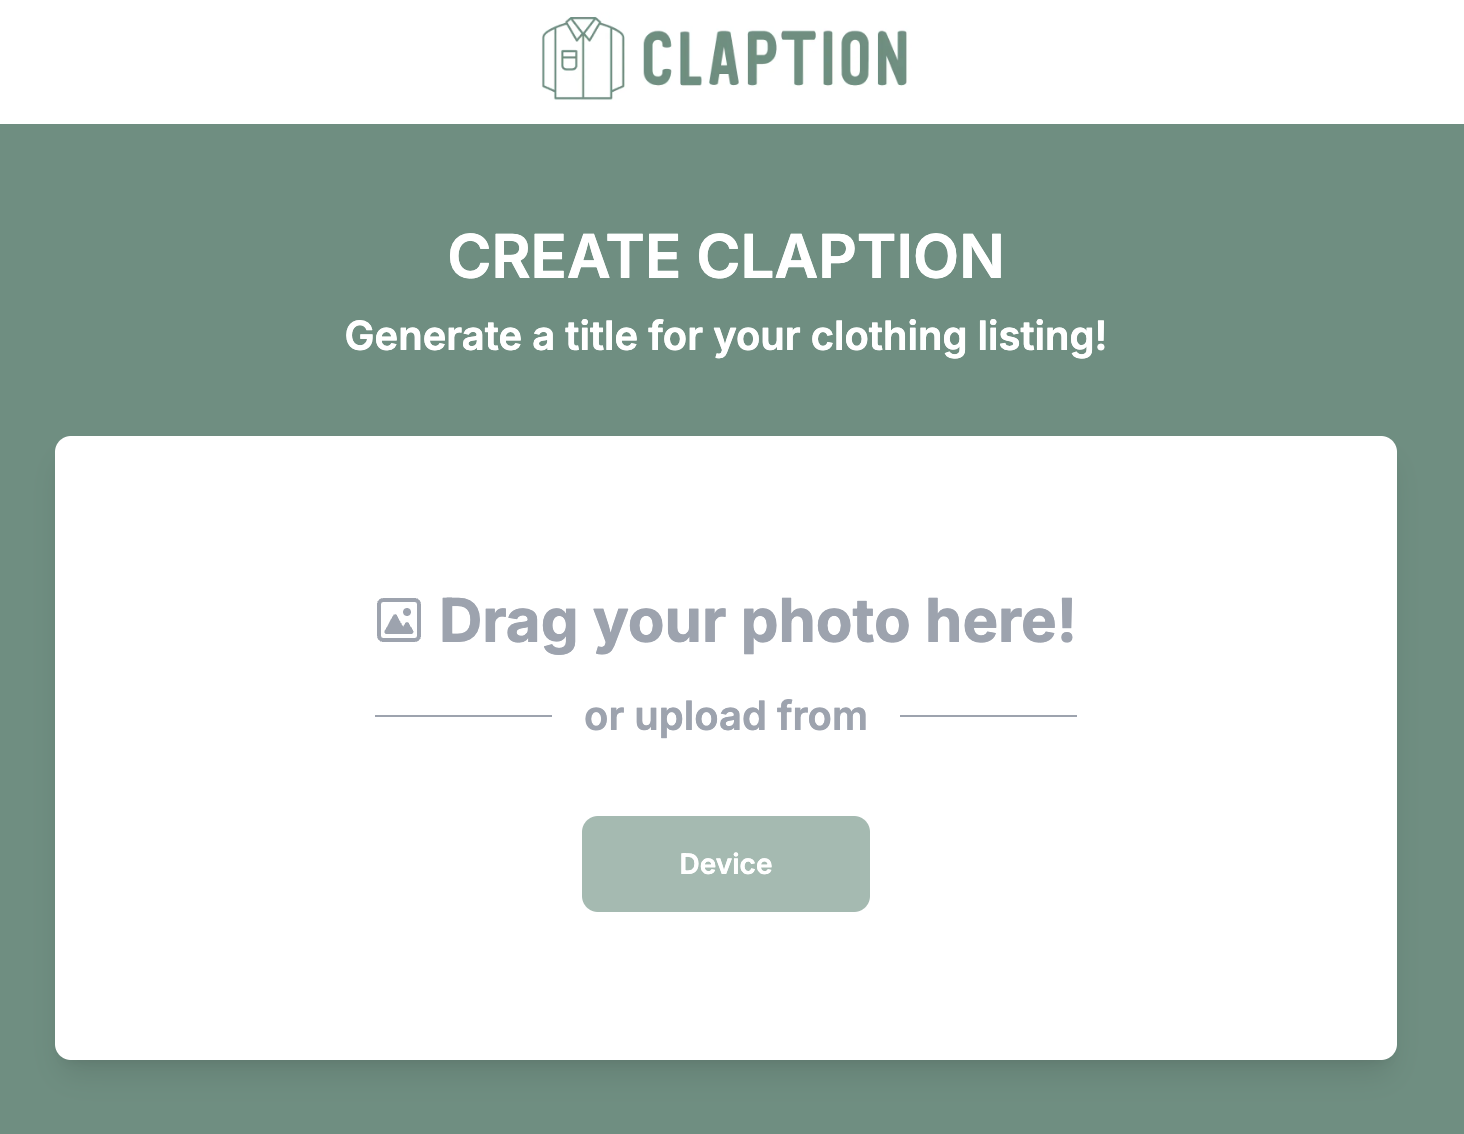 CLAPTION
CREATE CLAPTION
Generate a title for your clothing listing!
Drag your photo here!
or upload from
Device